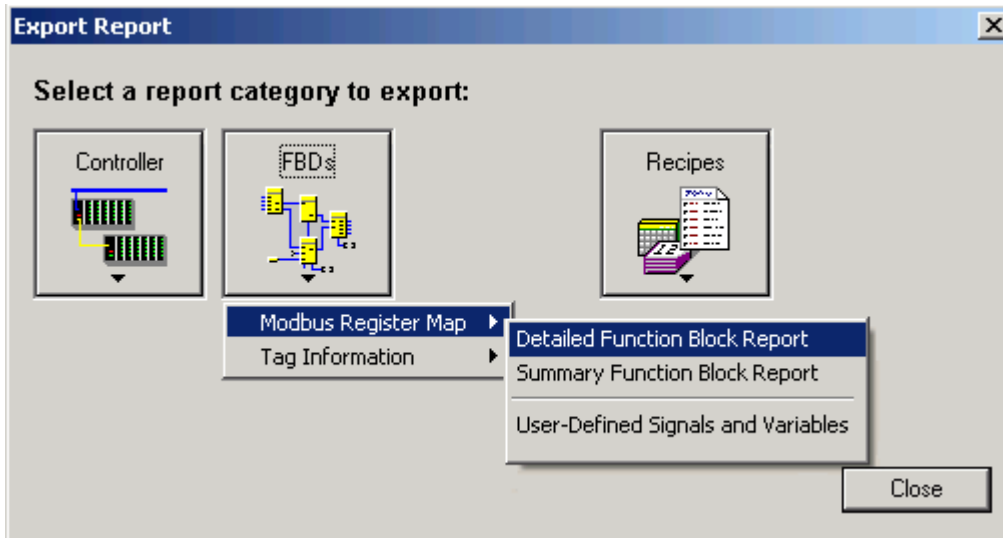 Export Report
Select a report category to export:
Controller
FBDs
Recipes
Modbus Register Map
Tag Information
Detailed Function Block Report
Summary Function Block Report
User-Defined Signals and Variables
Close